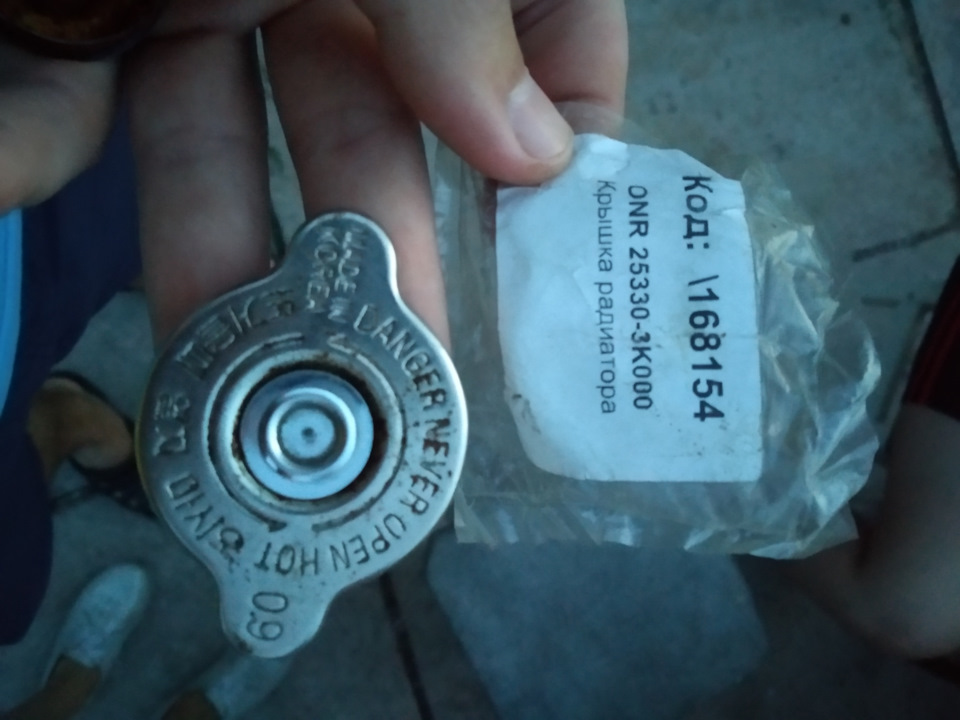 Код: \168154
ONR 25330-3K000
Крышка радиатора
MADE IN
KOREA
DANGER NEVER OPEN HOT
0.9